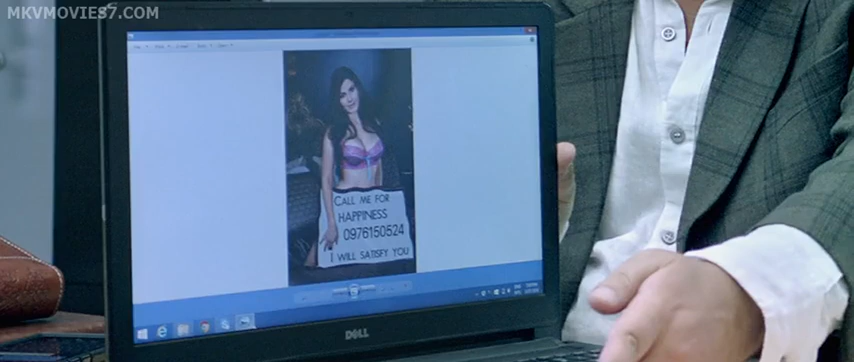 MKVMOVIES7.COM
CALL ME FOR
HAPPINESS
0976150524
I WILL SATISFY YOU
DELL